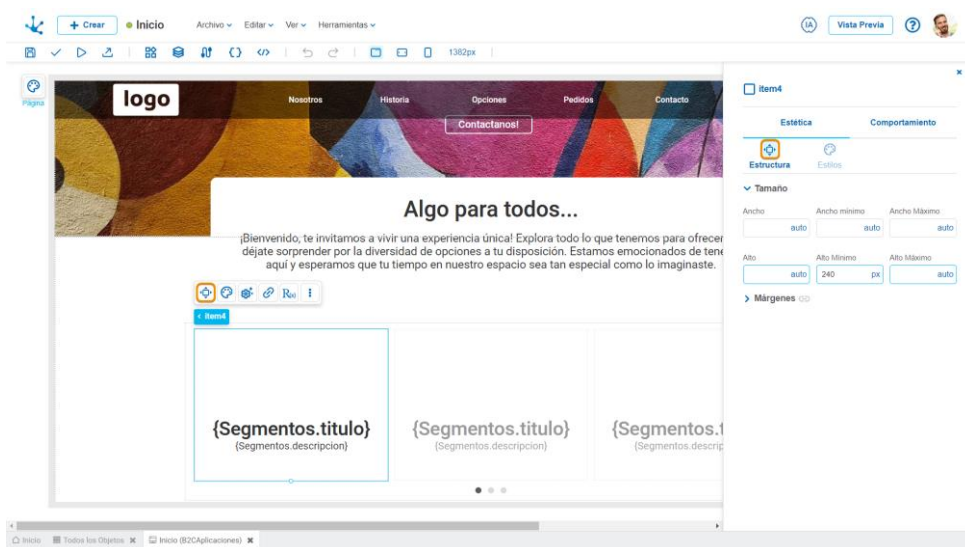 + Crear
Inicio
Archivo
Editar
Ver
Herramientas
IA
Vista Previa
?
1382px
Página
logo
Nosotros
Historia
Opciones
Pedidos
Contacto
Contactanos!
Algo para todos...
¡Bienvenido, te invitamos a vivir una experiencia única! Explora todo lo que tenemos para ofrecer
déjate sorprender por la diversidad de opciones a tu disposición. Estamos emocionados de tene
aquí y esperamos que tu tiempo en nuestro espacio sea tan especial como lo imaginaste.
item4
{Segmentos.titulo}
{Segmentos.descripcion}
{Segmentos.titulo}
{Segmentos.descripcion}
{Segmentos.t
{Segmentos.descrip
item4
Estética
Comportamiento
Estructura
Estilos
Tamaño
Ancho
Ancho mínimo
Ancho Máximo
auto
auto
auto
Alto
Alto Mínimo
Alto Máximo
auto
240 px
auto
Márgenes
Inicio
Todos los Objetos
Inicio (B2CAplicaciones)